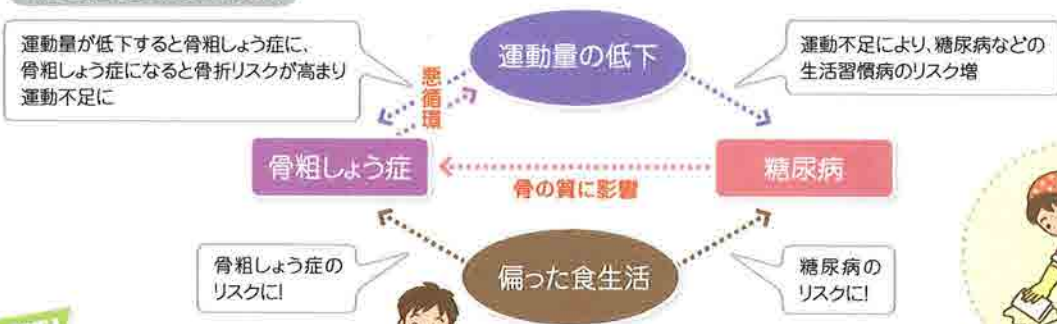 運動量が低下すると骨粗しょう症に、
骨粗しょう症になると骨折リスクが高まり
運動不足に
悪循環
運動量の低下
運動不足により、糖尿病などの
生活習慣病のリスク増
骨粗しょう症
骨の質に影響
糖尿病
骨粗しょう症の
リスクに!
偏った食生活
糖尿病の
リスクに!